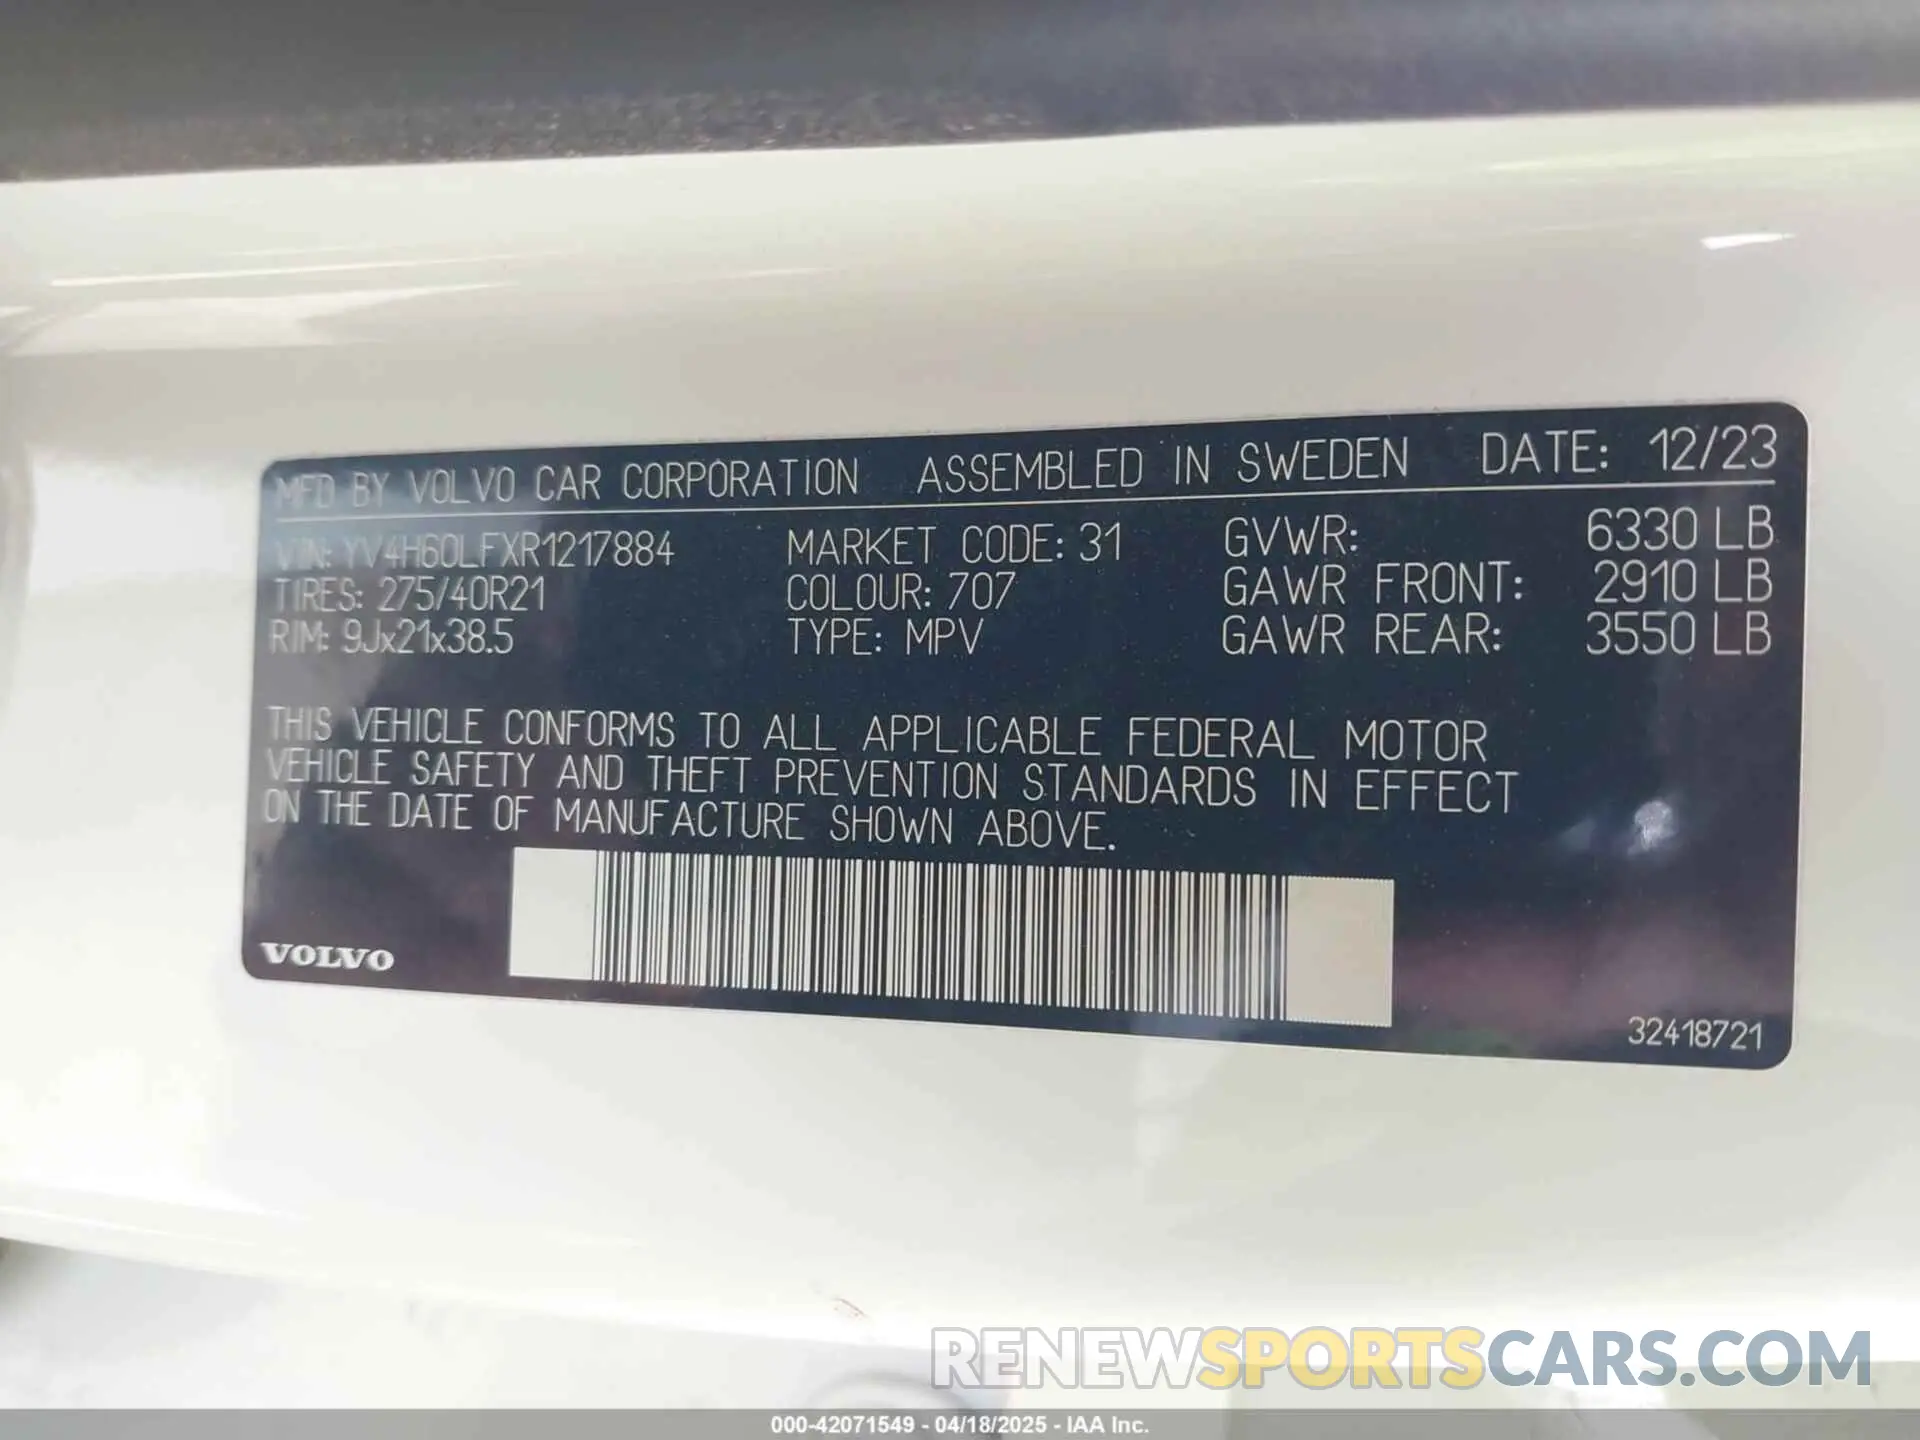 MFD BY VOLVO CAR CORPORATION ASSEMBLED IN SWEDEN DATE: 12/23
VIN: YV4H60LFXR1217884 MARKET CODE: 31 GVWR: 6330 LB
TIRES: 275/40R21 COLOUR: 707 GAWR FRONT: 2910 LB
RIM: 9Jx21x38.5 TYPE: MPV GAWR REAR: 3550 LB
THIS VEHICLE CONFORMS TO ALL APPLICABLE FEDERAL MOTOR
VEHICLE SAFETY AND THEFT PREVENTION STANDARDS IN EFFECT
ON THE DATE OF MANUFACTURE SHOWN ABOVE.
VOLVO
32418721
RENEWSPORTSCARS.COM
000-42071549 - 04/18/2025 - IAA Inc.